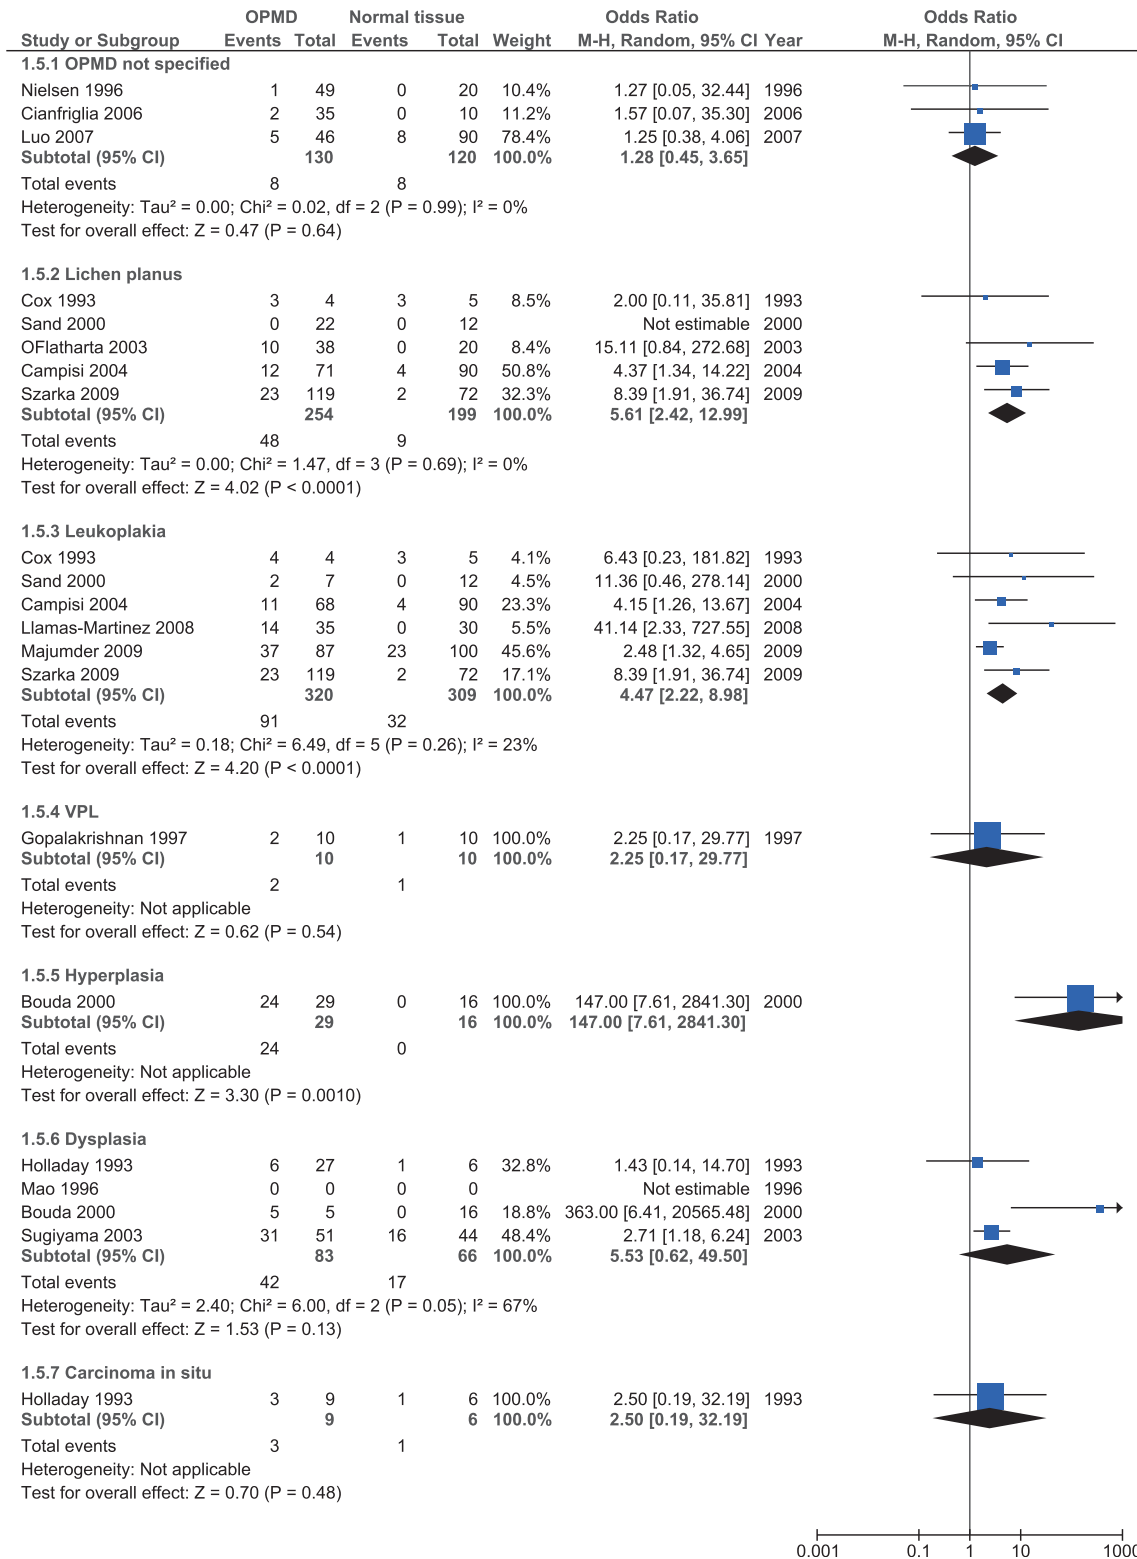 OPMD Normal tissue Odds Ratio Odds Ratio
Study or Subgroup Events Total Events Total Weight M-H, Random, 95% CI Year M-H, Random, 95% CI
1.5.1 OPMD not specified
Nielsen 1996 1 49 0 20 10.4% 1.27 [0.05, 32.44] 1996
Cianfriglia 2006 2 35 0 10 11.2% 1.57 [0.07, 35.30] 2006
Luo 2007 5 46 8 90 78.4% 1.25 [0.38, 4.06] 2007
Subtotal (95% CI) 130 120 100.0% 1.28 [0.45, 3.65]
Total events 8 8
Heterogeneity: Tau² = 0.00; Chi² = 0.02, df = 2 (P = 0.99); I² = 0%
Test for overall effect: Z = 0.47 (P = 0.64)
1.5.2 Lichen planus
Cox 1993 3 4 3 5 8.5% 2.00 [0.11, 35.81] 1993
Sand 2000 0 22 0 12 Not estimable 2000
OFlatharta 2003 10 38 0 20 8.4% 15.11 [0.84, 272.68] 2003
Campisi 2004 12 71 4 90 50.8% 4.37 [1.34, 14.22] 2004
Szarka 2009 23 119 2 72 32.3% 8.39 [1.91, 36.74] 2009
Subtotal (95% CI) 254 199 100.0% 5.61 [2.42, 12.99]
Total events 48 9
Heterogeneity: Tau² = 0.00; Chi² = 1.47, df = 3 (P = 0.69); I² = 0%
Test for overall effect: Z = 4.02 (P < 0.0001)
1.5.3 Leukoplakia
Cox 1993 4 4 3 5 4.1% 6.43 [0.23, 181.82] 1993
Sand 2000 2 7 0 12 4.5% 11.36 [0.46, 278.14] 2000
Campisi 2004 11 68 4 90 23.3% 4.15 [1.26, 13.67] 2004
Llamas-Martinez 2008 14 35 0 30 5.5% 41.14 [2.33, 727.55] 2008
Majumder 2009 37 87 23 100 45.6% 2.48 [1.32, 4.65] 2009
Szarka 2009 23 119 2 72 17.1% 8.39 [1.91, 36.74] 2009
Subtotal (95% CI) 320 309 100.0% 4.47 [2.22, 8.98]
Total events 91 32
Heterogeneity: Tau² = 0.18; Chi² = 6.49, df = 5 (P = 0.26); I² = 23%
Test for overall effect: Z = 4.20 (P < 0.0001)
1.5.4 VPL
Gopalakrishnan 1997 2 10 1 10 100.0% 2.25 [0.17, 29.77] 1997
Subtotal (95% CI) 10 10 100.0% 2.25 [0.17, 29.77]
Total events 2 1
Heterogeneity: Not applicable
Test for overall effect: Z = 0.62 (P = 0.54)
1.5.5 Hyperplasia
Bouda 2000 24 29 0 16 100.0% 147.00 [7.61, 2841.30] 2000
Subtotal (95% CI) 29 16 100.0% 147.00 [7.61, 2841.30]
Total events 24 0
Heterogeneity: Not applicable
Test for overall effect: Z = 3.30 (P = 0.0010)
1.5.6 Dysplasia
Holladay 1993 6 27 1 6 32.8% 1.43 [0.14, 14.70] 1993
Mao 1996 0 0 0 0 Not estimable 1996
Bouda 2000 5 5 0 16 18.8% 363.00 [6.41, 20565.48] 2000
Sugiyama 2003 31 51 16 44 48.4% 2.71 [1.18, 6.24] 2003
Subtotal (95% CI) 83 66 100.0% 5.53 [0.62, 49.50]
Total events 42 17
Heterogeneity: Tau² = 2.40; Chi² = 6.00, df = 2 (P = 0.05); I² = 67%
Test for overall effect: Z = 1.53 (P = 0.13)
1.5.7 Carcinoma in situ
Holladay 1993 3 9 1 6 100.0% 2.50 [0.19, 32.19] 1993
Subtotal (95% CI) 9 6 100.0% 2.50 [0.19, 32.19]
Total events 3 1
Heterogeneity: Not applicable
Test for overall effect: Z = 0.70 (P = 0.48)
0.001 0.1 1 10 1000